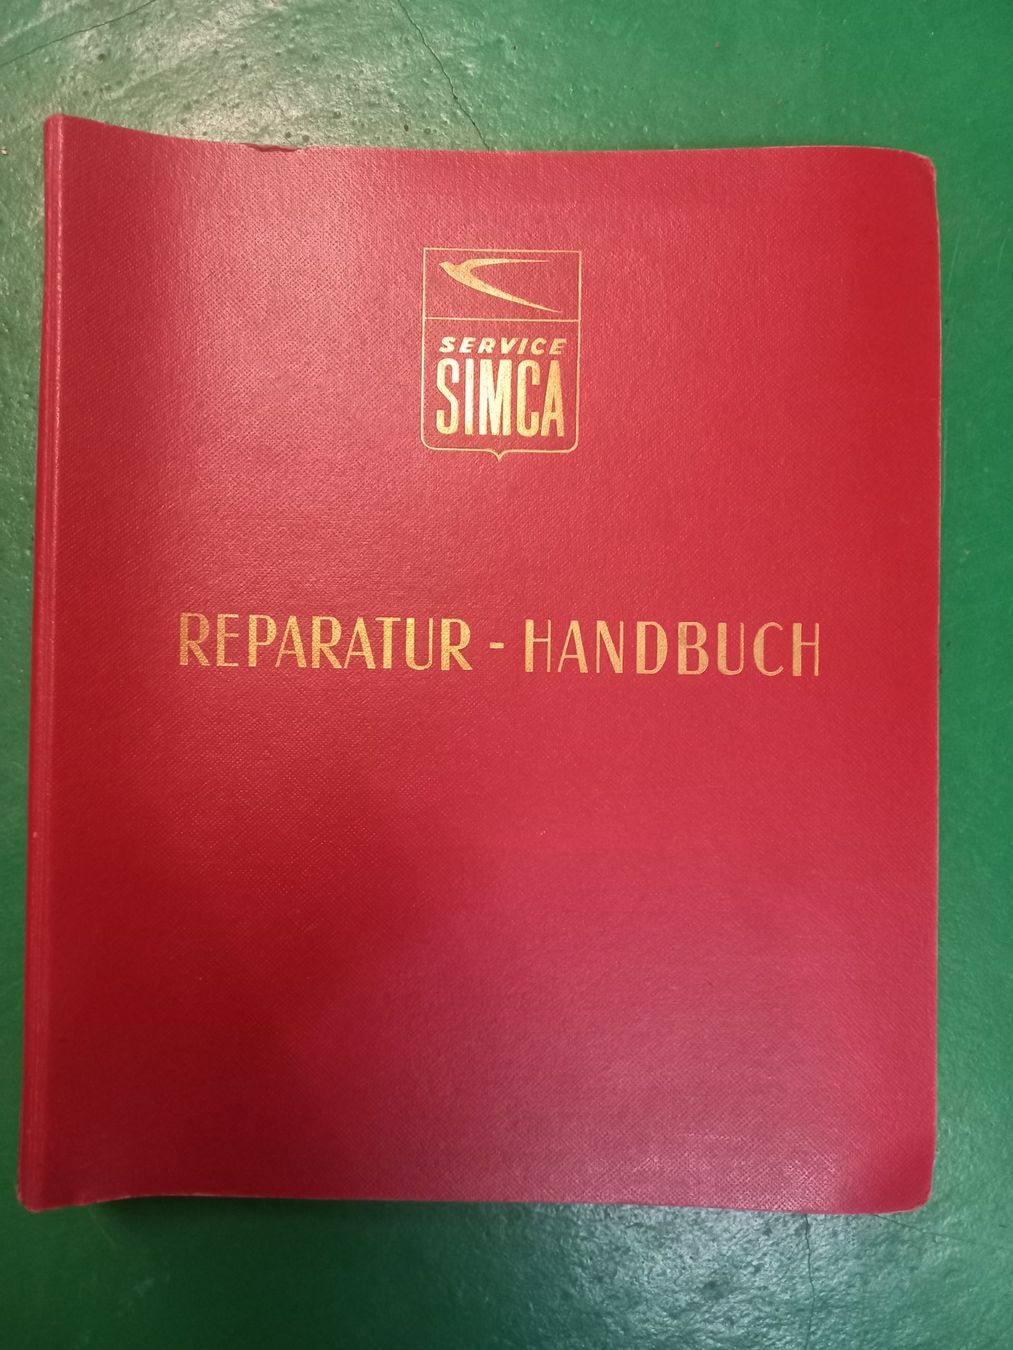 SERVICE
SIMCA
REPARATUR - HANDBUCH